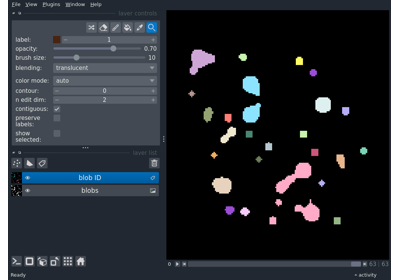 File View Plugins Window Help
layer controls
label: 1
opacity: 0.70
brush size: 10
blending: translucent
color mode: auto
contour: 0
n edit dim: 2
contiguous:
preserve
labels:
show
selected:
layer list
blob ID
blobs
63 63
Ready
activity